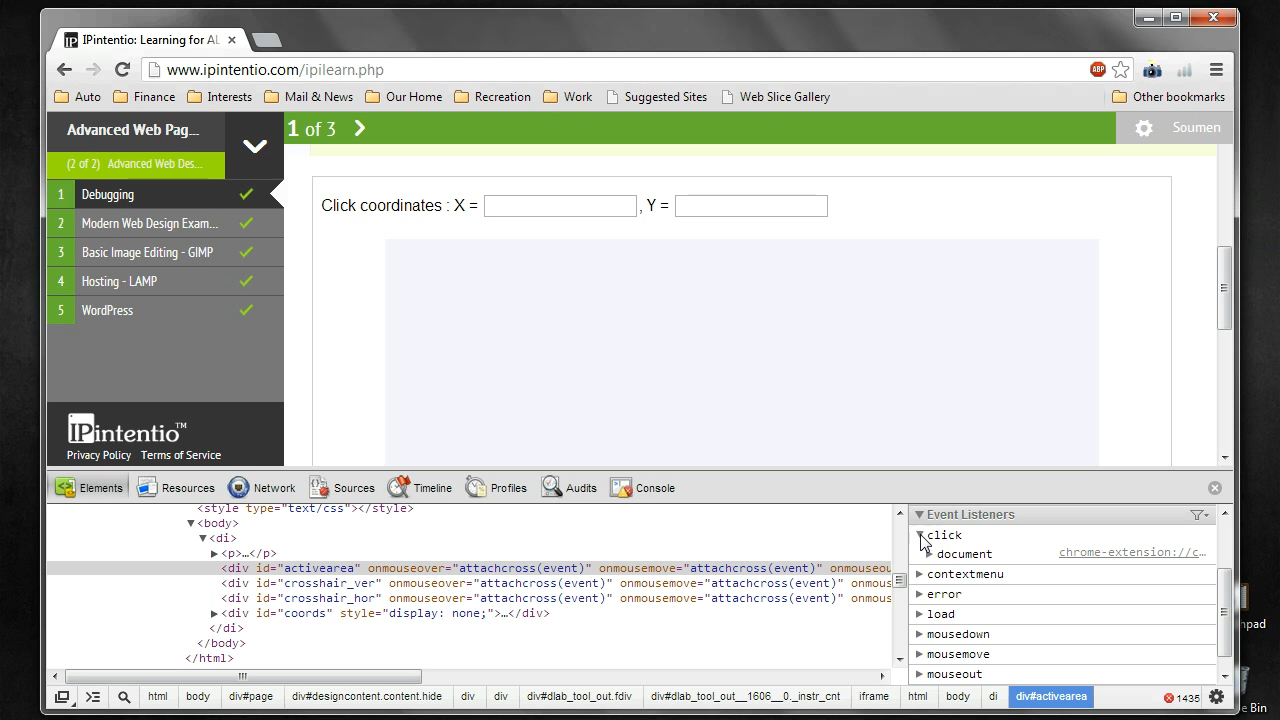 IPintentio: Learning for AL
www.ipintentio.com/ipilearn.php
ABP
Auto Finance Interests Mail & News Our Home Recreation Work Suggested Sites Web Slice Gallery Other bookmarks
Advanced Web Pag...
1 of 3
Soumen
(2 of 2) Advanced Web Des...
1 Debugging
2 Modern Web Design Exam...
3 Basic Image Editing - GIMP
4 Hosting - LAMP
5 WordPress
Click coordinates : X = , Y =
IPintentio™
Privacy Policy Terms of Service
Elements Resources Network Sources Timeline Profiles Audits Console
<style type="text/css"></style>
<body>
<di>
<p>…</p>
<div id="activearea" onmouseover="attachcross(event)" onmousemove="attachcross(event)" onmouseou
<div id="crosshair_ver" onmouseover="attachcross(event)" onmousemove="attachcross(event)" onmous
<div id="crosshair_hor" onmouseover="attachcross(event)" onmousemove="attachcross(event)" onmous
<div id="coords" style="display: none;">…</div>
</di>
</body>
</html>
Event Listeners
click
document chrome-extension://c…
contextmenu
error
load
mousedown
mousemove
mouseout
html body div#page div#designcontent.content.hide div div div#dlab_tool_out.fdiv div#dlab_tool_out__1606__0_instr_cnt iframe html body di div#activearea
1435